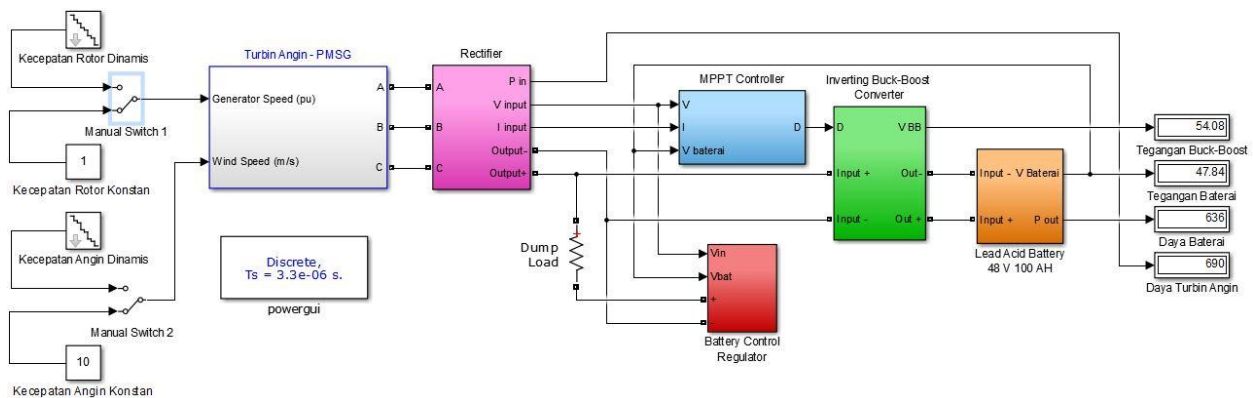 Kecepatan Rotor Dinamis
Manual Switch 1
1
Kecepatan Rotor Konstan
Kecepatan Angin Dinamis
Manual Switch 2
10
Kecepatan Angin Konstan
Turbin Angin - PMSG
Generator Speed (pu)
Wind Speed (m/s)
A
B
C
Discrete,
Ts = 3.3e-06 s.
powergui
Rectifier
A
B
C
P in
V input
I input
Output-
Output+
Dump
Load
MPPT Controller
V
I
V baterai
D
Vin
Vbat
+
-
Battery Control
Regulator
Inverting Buck-Boost
Converter
D
Input +
Input -
V BB
Out-
Out +
Input -
Input +
V Baterai
P out
Lead Acid Battery
48 V 100 AH
54.08
Tegangan Buck-Boost
47.84
Tegangan Baterai
636
Daya Baterai
690
Daya Turbin Angin